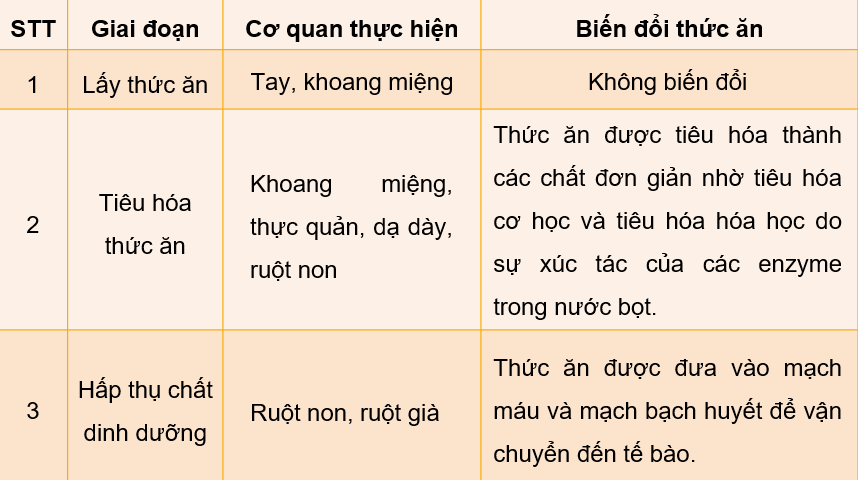 STT Giai đoạn Cơ quan thực hiện Biến đổi thức ăn
1 Lấy thức ăn Tay, khoang miệng Không biến đổi
2
Tiêu hóa
thức ăn
Khoang miệng,
thực quản, dạ dày,
ruột non
Thức ăn được tiêu hóa thành
các chất đơn giản nhờ tiêu hóa
cơ học và tiêu hóa hóa học do
sự xúc tác của các enzyme
trong nước bọt.
3
Hấp thụ chất
dinh dưỡng
Ruột non, ruột già
Thức ăn được đưa vào mạch
máu và mạch bạch huyết để vận
chuyển đến tế bào.